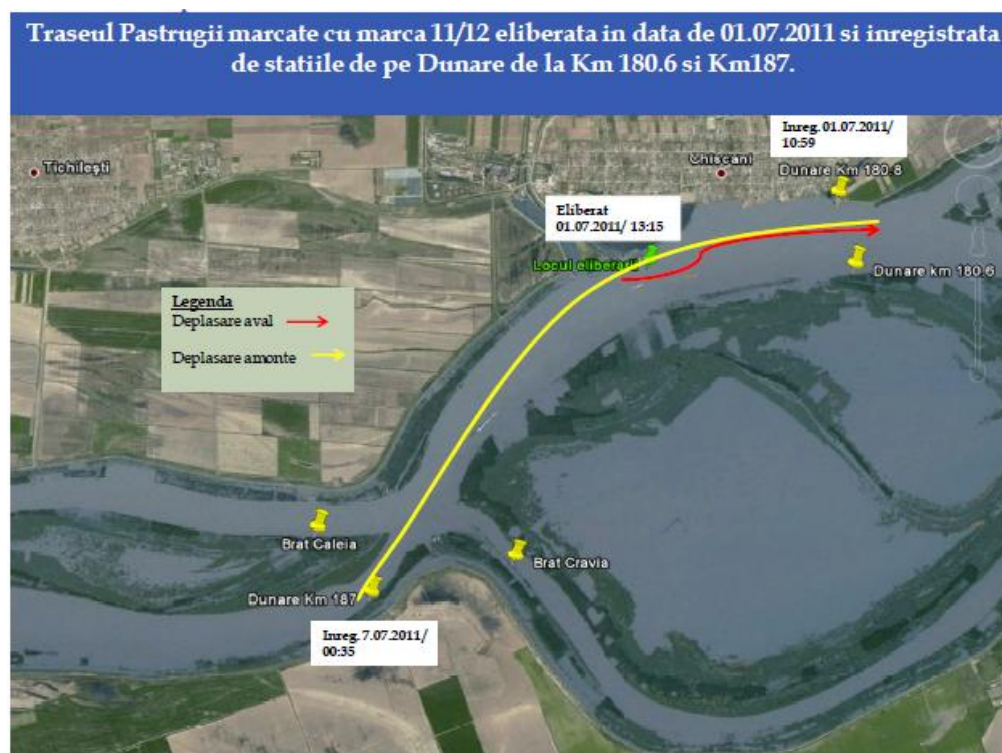 Traseul Pastrugii marcate cu marca 11/12 eliberata in data de 01.07.2011 si inregistrata
de statiile de pe Dunare de la Km 180.6 si Km187.
Inreg. 01.07.2011/
10:59
Tichilești
Chiscani
Dunare Km 180.8
Eliberat
01.07.2011/ 13:15
Locul eliberarii
Dunare km 180.6
Legenda
Deplasare aval
Deplasare amonte
Brat Caleia
Brat Cravia
Dunare Km 187
Inreg. 7.07.2011/
00:35